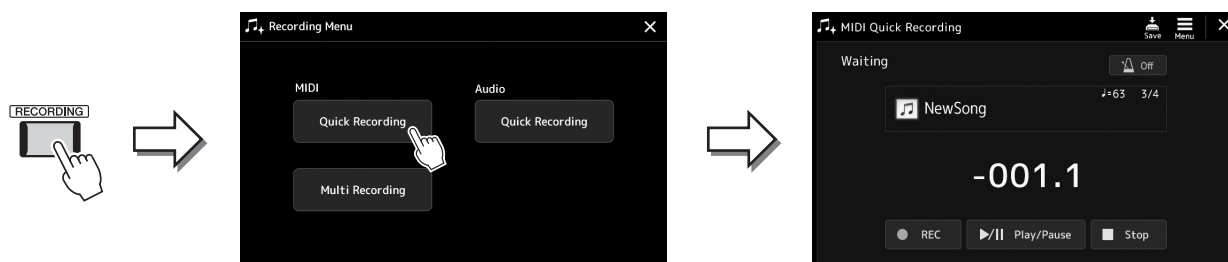 RECORDING
Recording Menu
MIDI
Audio
Quick Recording
Quick Recording
Multi Recording
MIDI Quick Recording
Save
Menu
Waiting
Off
♩=63 3/4
NewSong
-001.1
REC
Play/Pause
Stop